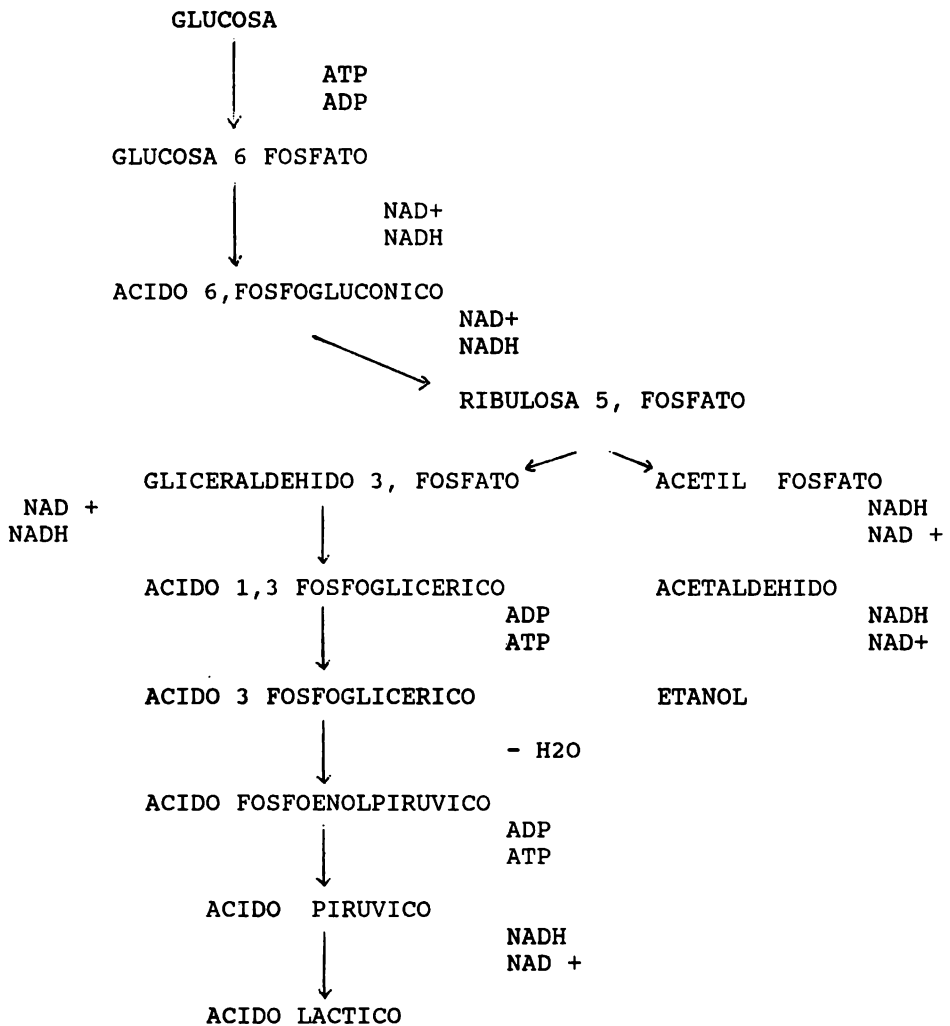 GLUCOSA
ATP
ADP
GLUCOSA 6 FOSFATO
NAD+
NADH
ACIDO 6,FOSFOGLUCONICO
NAD+
NADH
RIBULOSA 5, FOSFATO
GLICERALDEHIDO 3, FOSFATO ACETIL FOSFATO
NAD + NADH
NADH NAD +
ACIDO 1,3 FOSFOGLICERICO ACETALDEHIDO
ADP NADH
ATP NAD+
ACIDO 3 FOSFOGLICERICO ETANOL
- H2O
ACIDO FOSFOENOLPIRUVICO
ADP
ATP
ACIDO PIRUVICO
NADH
NAD +
ACIDO LACTICO